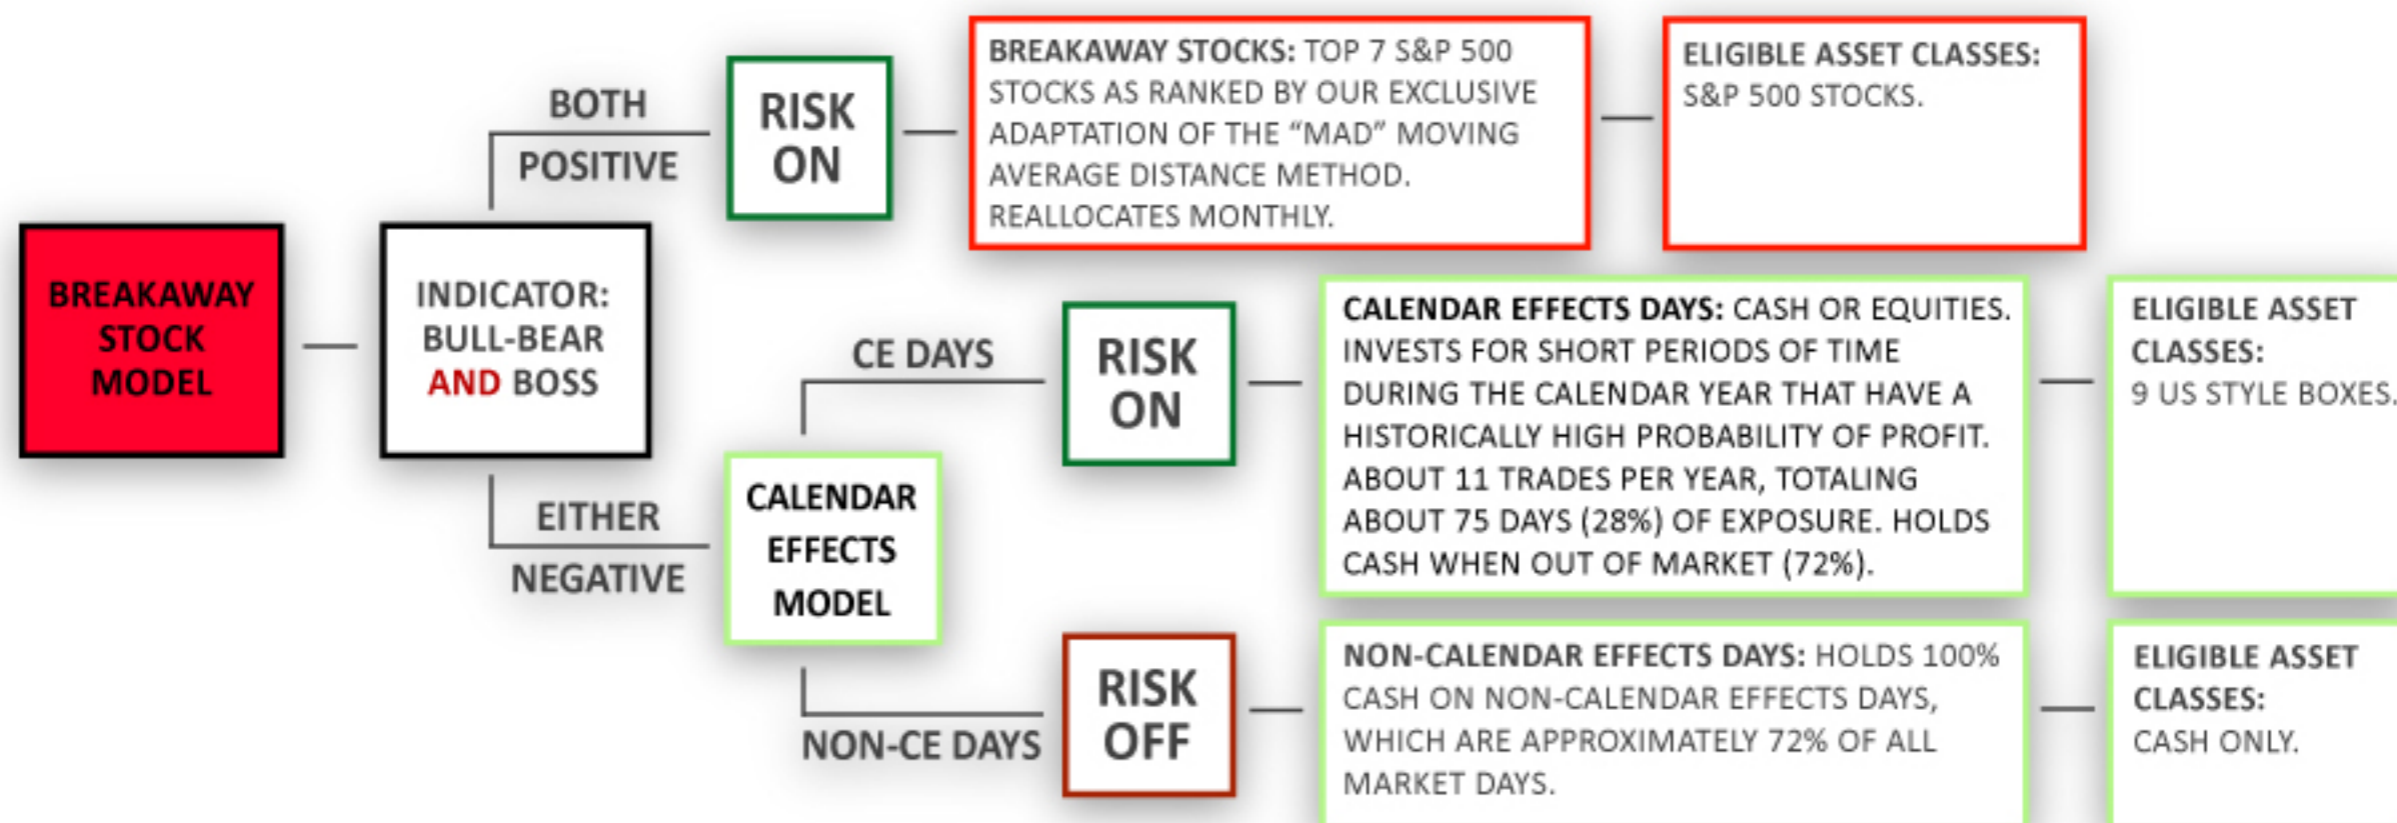 BREAKAWAY
STOCK
MODEL
INDICATOR:
BULL-BEAR
AND BOSS
BOTH
POSITIVE
RISK
ON
BREAKAWAY STOCKS: TOP 7 S&P 500
STOCKS AS RANKED BY OUR EXCLUSIVE
ADAPTATION OF THE “MAD” MOVING
AVERAGE DISTANCE METHOD.
REALLOCATES MONTHLY.
ELIGIBLE ASSET CLASSES:
S&P 500 STOCKS.
EITHER
NEGATIVE
CALENDAR
EFFECTS
MODEL
CE DAYS
RISK
ON
CALENDAR EFFECTS DAYS: CASH OR EQUITIES.
INVESTS FOR SHORT PERIODS OF TIME
DURING THE CALENDAR YEAR THAT HAVE A
HISTORICALLY HIGH PROBABILITY OF PROFIT.
ABOUT 11 TRADES PER YEAR, TOTALING
ABOUT 75 DAYS (28%) OF EXPOSURE. HOLDS
CASH WHEN OUT OF MARKET (72%).
ELIGIBLE ASSET
CLASSES:
9 US STYLE BOXES.
NON-CE DAYS
RISK
OFF
NON-CALENDAR EFFECTS DAYS: HOLDS 100%
CASH ON NON-CALENDAR EFFECTS DAYS,
WHICH ARE APPROXIMATELY 72% OF ALL
MARKET DAYS.
ELIGIBLE ASSET
CLASSES:
CASH ONLY.